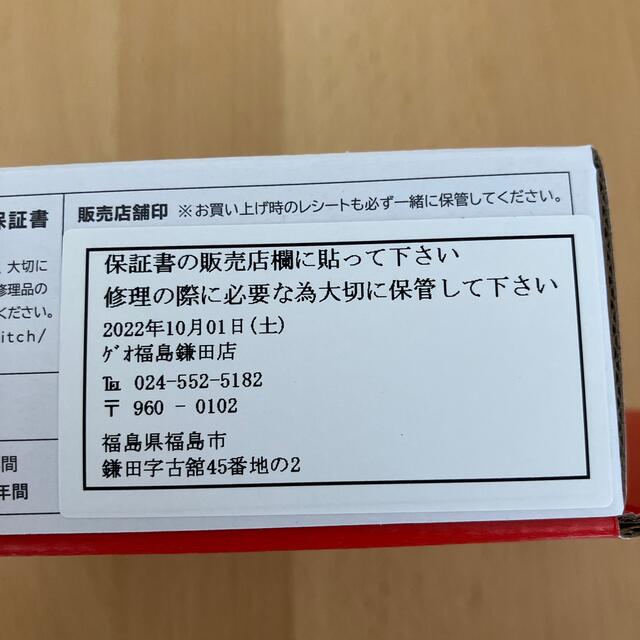 保証書
販売店舗印 ※お買い上げ時のレシートも必ず一緒に保管してください。
大切に
修理品の
ください。
itch/
間
年間
保証書の販売店欄に貼って下さい
修理の際に必要な為大切に保管して下さい
2022年10月01日(土)
ｹﾞｵ福島鎌田店
℡ 024-552-5182
〒 960 - 0102
福島県福島市
鎌田字古舘45番地の2